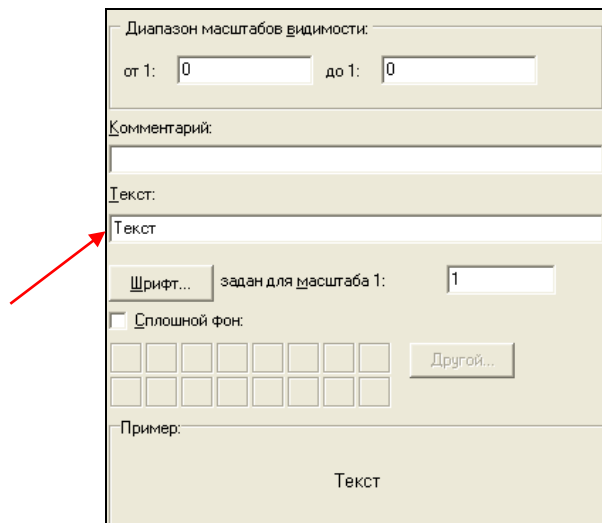 Диапазон масштабов видимости:
от 1: 0 до 1: 0
Комментарий:
Текст:
Текст
Шрифт... задан для масштаба 1: 1
Сплошной фон:
Другой...
Пример:
Текст